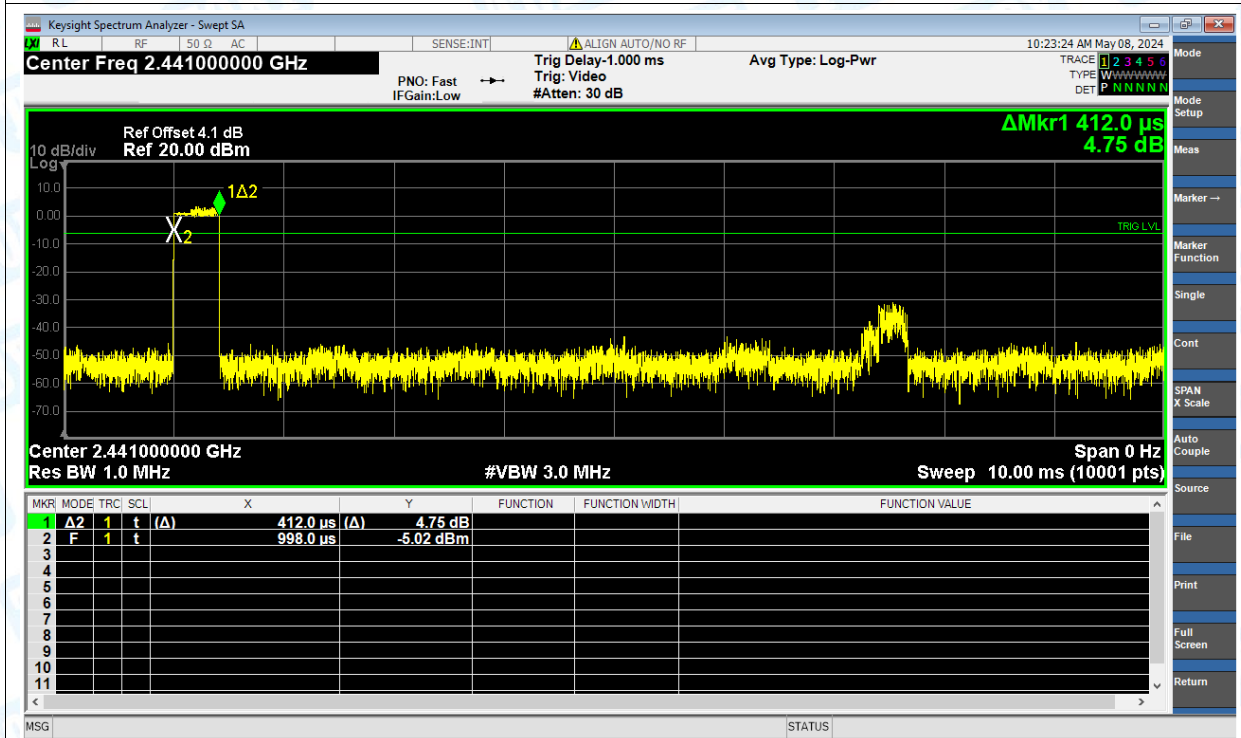 Keysight Spectrum Analyzer - Swept SA
LXI RL RF 50 Ω AC SENSE:INT ALIGN AUTO/NO RF 10:23:24 AM May 08, 2024
Center Freq 2.441000000 GHz
PNO: Fast
IFGain:Low
Trig Delay-1.000 ms
Trig: Video
#Atten: 30 dB
Avg Type: Log-Pwr
TRACE 1 2 3 4 5 6
TYPE WWWWWW
DET P N N N N N
ΔMkr1 412.0 µs
4.75 dB
Ref Offset 4.1 dB
10 dB/div Ref 20.00 dBm
Log
10.0
0.00
-10.0
-20.0
-30.0
-40.0
-50.0
-60.0
-70.0
1Δ2
2
TRIG LVL
Center 2.441000000 GHz Span 0 Hz
Res BW 1.0 MHz #VBW 3.0 MHz Sweep 10.00 ms (10001 pts)
MKR MODE TRC SCL X Y FUNCTION FUNCTION WIDTH FUNCTION VALUE
1 Δ2 1 t (Δ) 412.0 µs (Δ) 4.75 dB
2 F 1 t 998.0 µs -5.02 dBm
3
4
5
6
7
8
9
10
11
MSG STATUS
Mode
Mode Setup
Meas
Marker →
Marker Function
Single
Cont
SPAN X Scale
Auto Couple
Source
File
Print
Full Screen
Return